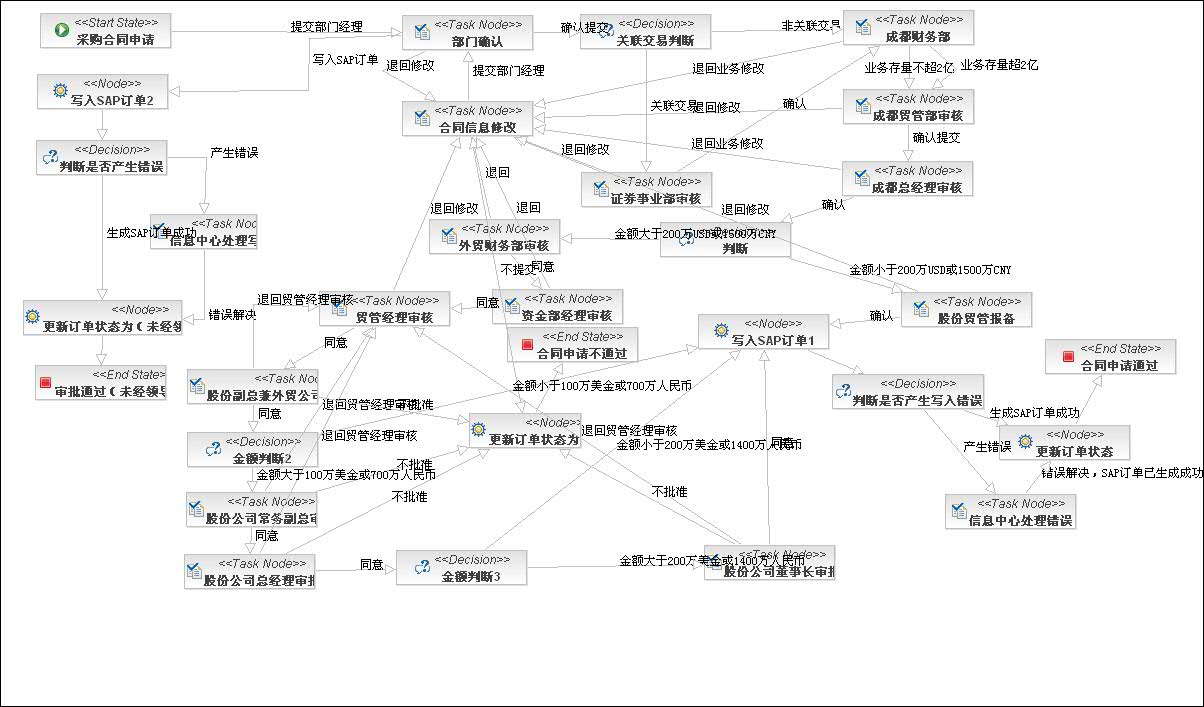 <<Start State>>
采购合同申请
提交部门经理
<<Task Node>>
部门确认
确认提交
<<Decision>>
关联交易判断
非关联交易
<<Task Node>>
成都财务部
写入SAP订单
退回修改
提交部门经理
退回业务修改
业务存量不超2亿
业务存量超2亿
<<Node>>
写入SAP订单2
<<Task Node>>
合同信息修改
关联交易
退回修改
确认
<<Task Node>>
成都贸管部审核
确认提交
<<Decision>>
判断是否产生错误
产生错误
退回修改
退回业务修改
退回
<<Task Node>>
证券事业部审核
<<Task Node>>
成都总经理审核
退回修改
退回
退回修改
确认
<<Task Nod
信息中心处理写
生成SAP订单成功
<<Task Node>>
外贸财务部审核
金额大于200万USD或1500万CNY
判断
不提交
同意
金额小于200万USD或1500万CNY
<<Node>>
更新订单状态为(未经领
错误解决
退回贸管经理审核
<<Task Node>>
贸管经理审核
同意
<<Task Node>>
资金部经理审核
<<Task Node>>
股份贸管报备
确认
<<Node>>
写入SAP订单1
同意
<<End State>>
合同申请不通过
<<End State>>
合同申请通过
<<End State>>
审批通过(未经领导
<<Task Node>>
股份副总兼外贸公司
金额小于100万美金或700万人民币
<<Decision>>
判断是否产生写入错误
同意
退回贸管经理审核
不批准
生成SAP订单成功
<<Decision>>
金额判断2
退回贸管经理审核
<<Node>>
更新订单状态为
退回贸管经理审核
金额小于200万美金或1400万人民币
同意
产生错误
<<Node>>
更新订单状态
金额大于100万美金或700万人民币
不批准
错误解决，SAP订单已生成成功
<<Task Node>>
股份公司常务副总审
不批准
不批准
<<Task Node>>
信息中心处理错误
同意
<<Task Node>>
股份公司总经理审批
同意
<<Decision>>
金额判断3
金额大于200万美金或1400万人民币
<<Task Node>>
股份公司董事长审批